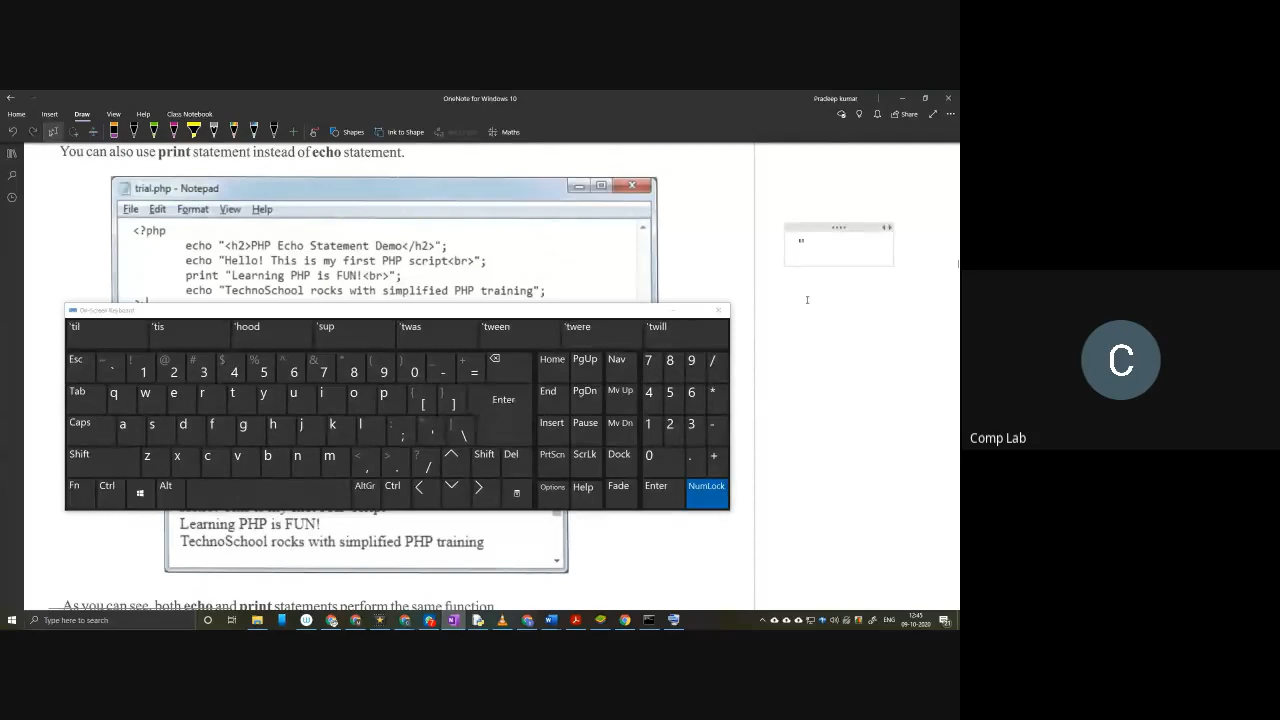 OneNote for Windows 10
Pradeep kumar
Home Insert Draw View Help Class Notebook
Share
Shapes Ink to Shape Maths
You can also use print statement instead of echo statement.
trial.php - Notepad
File Edit Format View Help
<?php
echo "<h2>PHP Echo Statement Demo</h2>";
echo "Hello! This is my first PHP script<br>";
print "Learning PHP is FUN!<br>";
echo "TechnoSchool rocks with simplified PHP training";
On-Screen Keyboard
'til 'tis 'hood 'sup 'twas 'tween 'twere 'twill
Esc ~ ` ! 1 @ 2 # 3 $ 4 % 5 ^ 6 & 7 * 8 ( 9 ) 0 _ - + = Home PgUp Nav 7 8 9 /
Tab q w e r t y u i o p { [ } ] Enter End PgDn Mv Up 4 5 6 *
Caps a s d f g h j k l : ; " ' | \ Insert Pause Mv Dn 1 2 3 -
Shift z x c v b n m < , > . ? / Shift Del PrtScn ScrLk Dock 0 . +
Fn Ctrl Alt AltGr Ctrl Options Help Fade Enter NumLock
Learning PHP is FUN!
TechnoSchool rocks with simplified PHP training
As you can see, both echo and print statements perform the same function
Type here to search
ENG
12:45
09-10-2020
C
Comp Lab